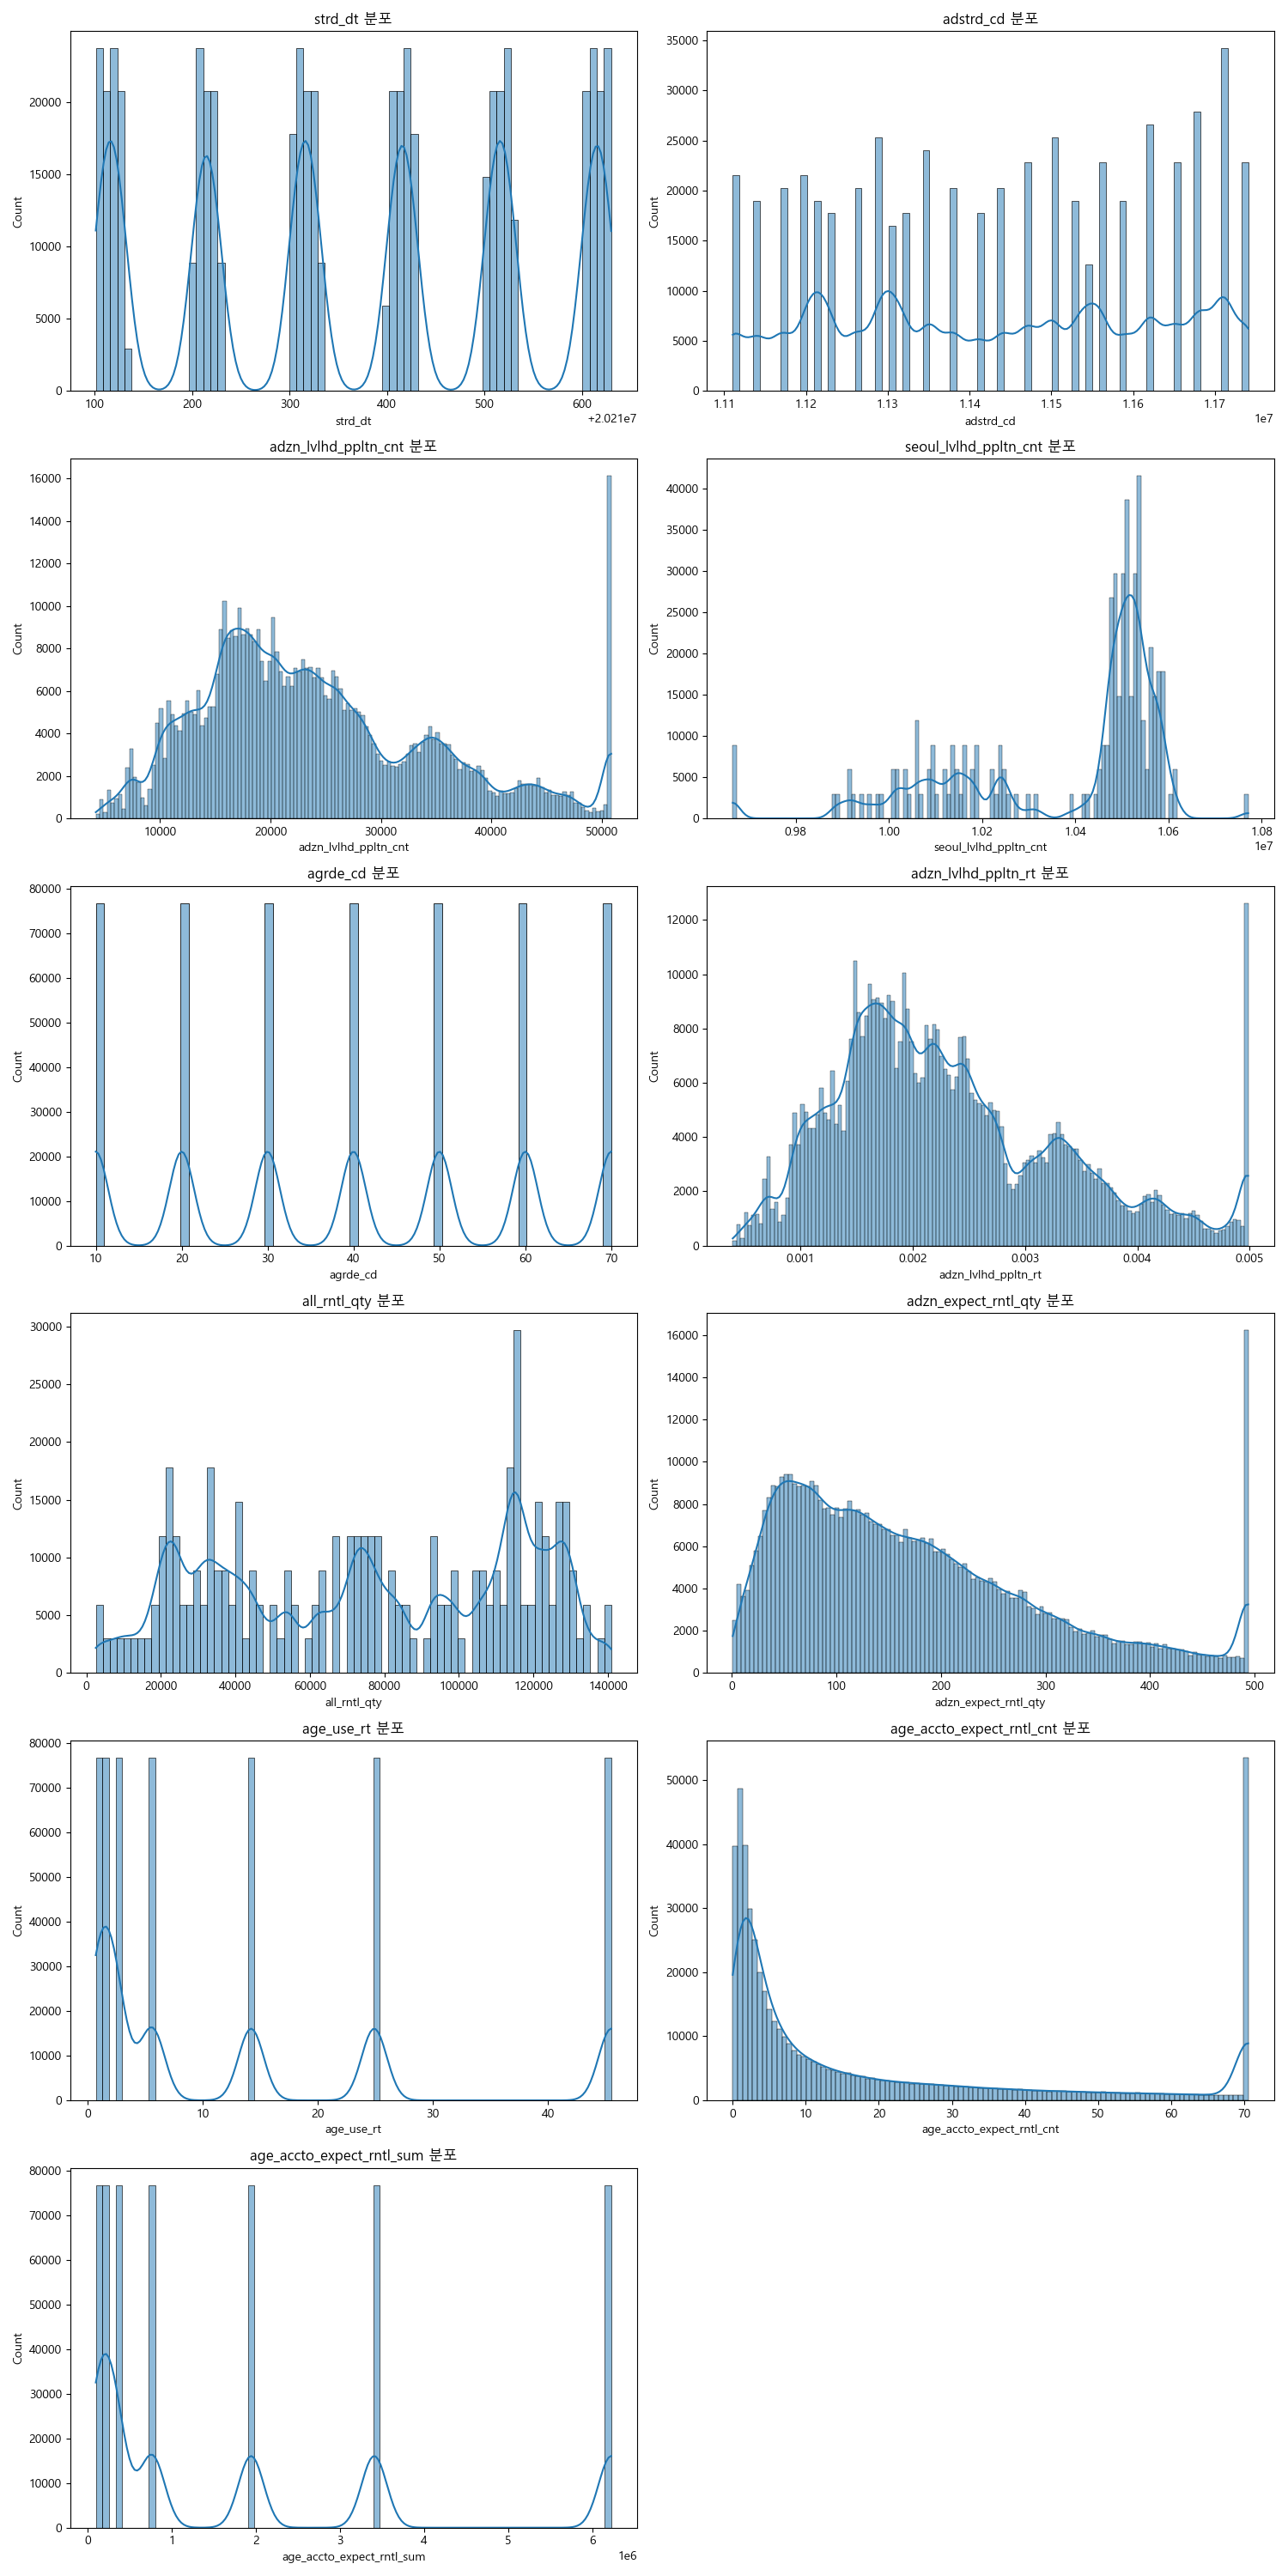 strd_dt 분포
Count
20000
15000
10000
5000
0
100 200 300 400 500 600
strd_dt
+2.021e7
adstrd_cd 분포
Count
35000
30000
25000
20000
15000
10000
5000
0
1.11 1.12 1.13 1.14 1.15 1.16 1.17
adstrd_cd
1e7
adzn_lvlhd_ppltn_cnt 분포
Count
16000
14000
12000
10000
8000
6000
4000
2000
0
10000 20000 30000 40000 50000
adzn_lvlhd_ppltn_cnt
seoul_lvlhd_ppltn_cnt 분포
Count
40000
35000
30000
25000
20000
15000
10000
5000
0
0.98 1.00 1.02 1.04 1.06 1.08
seoul_lvlhd_ppltn_cnt
1e7
agrde_cd 분포
Count
80000
70000
60000
50000
40000
30000
20000
10000
0
10 20 30 40 50 60 70
agrde_cd
adzn_lvlhd_ppltn_rt 분포
Count
12000
10000
8000
6000
4000
2000
0
0.001 0.002 0.003 0.004 0.005
adzn_lvlhd_ppltn_rt
all_rntl_qty 분포
Count
30000
25000
20000
15000
10000
5000
0
0 20000 40000 60000 80000 100000 120000 140000
all_rntl_qty
adzn_expect_rntl_qty 분포
Count
16000
14000
12000
10000
8000
6000
4000
2000
0
0 100 200 300 400 500
adzn_expect_rntl_qty
age_use_rt 분포
Count
80000
70000
60000
50000
40000
30000
20000
10000
0
0 10 20 30 40
age_use_rt
age_accto_expect_rntl_cnt 분포
Count
50000
40000
30000
20000
10000
0
0 10 20 30 40 50 60 70
age_accto_expect_rntl_cnt
age_accto_expect_rntl_sum 분포
Count
80000
70000
60000
50000
40000
30000
20000
10000
0
0 1 2 3 4 5 6
age_accto_expect_rntl_sum
1e6